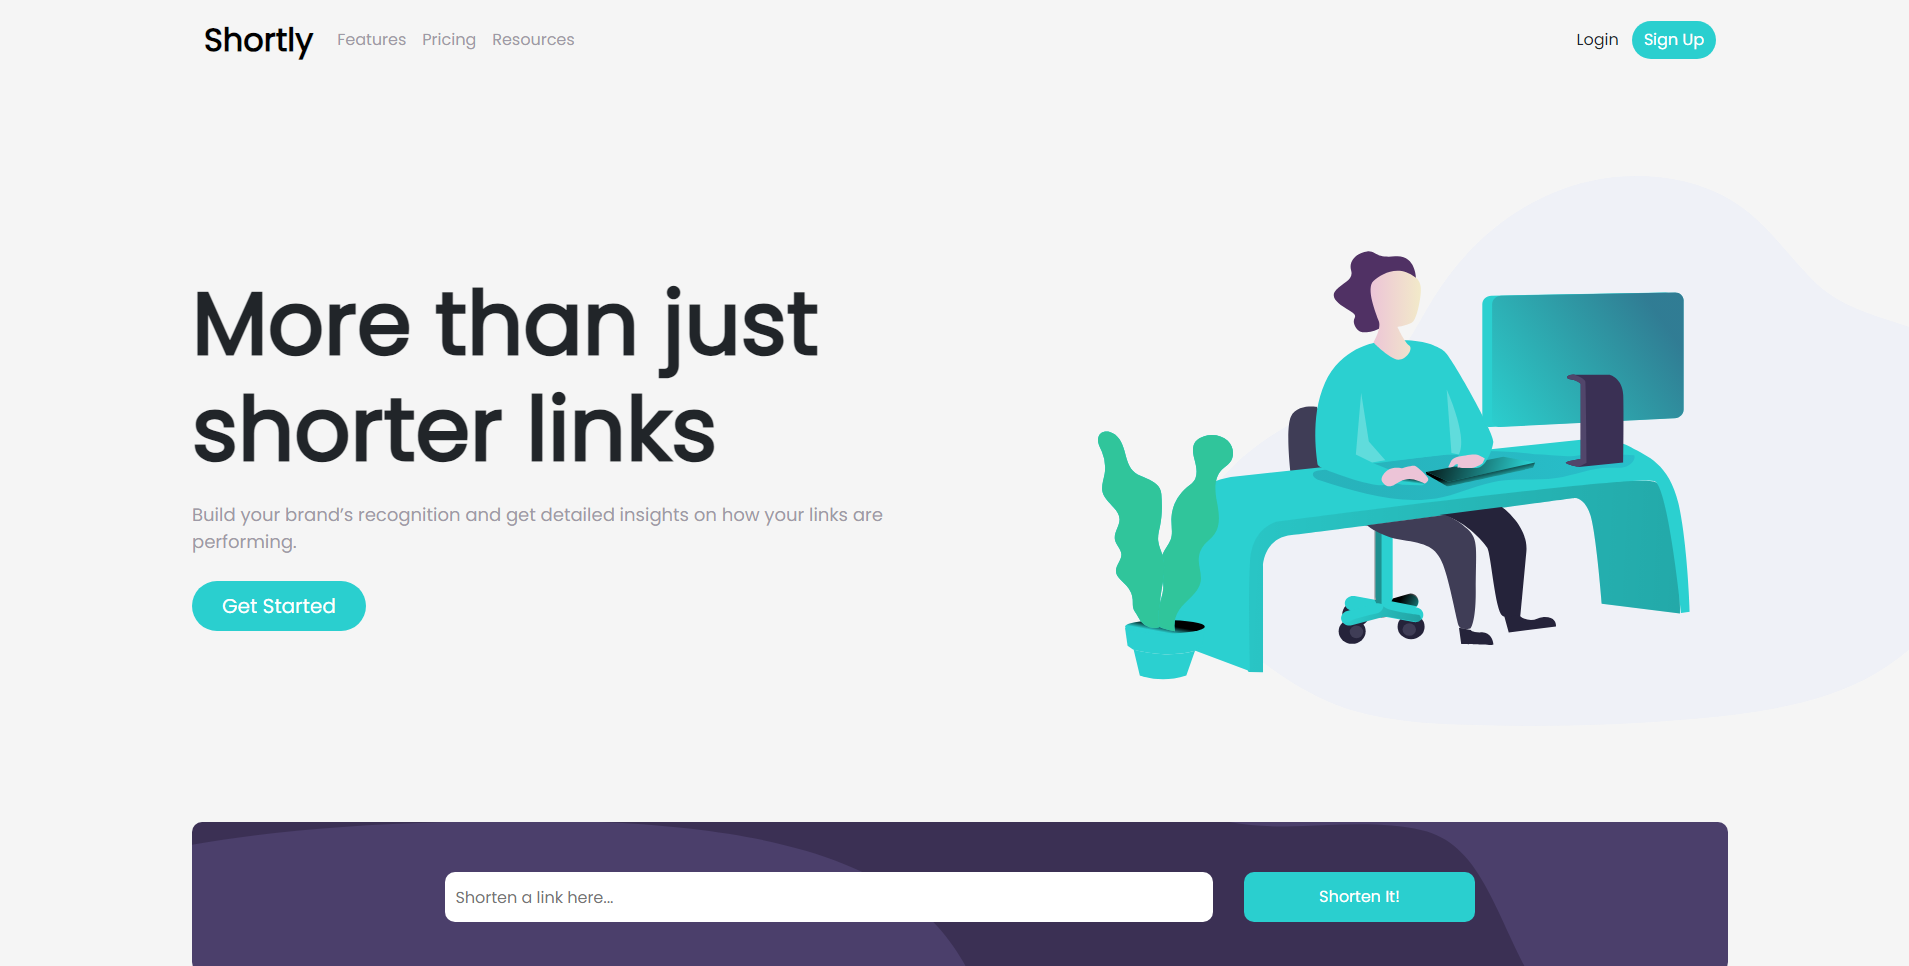 Shortly Features Pricing Resources Login Sign Up
More than just
shorter links
Build your brand’s recognition and get detailed insights on how your links are
performing.
Get Started
Shorten a link here... Shorten It!